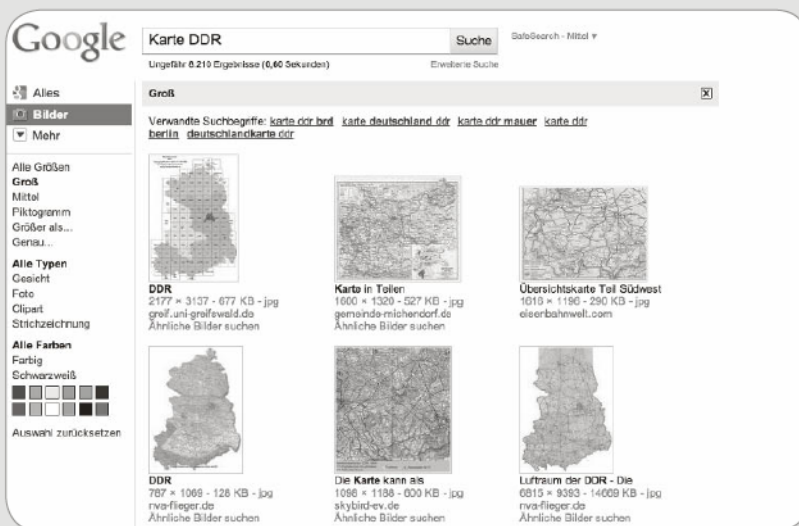 Google
Karte DDR
Suche
SafeSearch - Mittel ▼
Ungefähr 8.210 Ergebnisse (0,60 Sekunden)
Erweiterte Suche
Alles
Bilder
Mehr
Alle Größen
Groß
Mittel
Piktogramm
Größer als...
Genau...
Alle Typen
Gesicht
Foto
Clipart
Strichzeichnung
Alle Farben
Farbig
Schwarzweiß
Auswahl zurücksetzen
Groß
Verwandte Suchbegriffe: karte ddr brd karte deutschland ddr karte ddr mauer karte ddr
berlin deutschlandkarte ddr
DDR
2177 × 3137 - 677 KB - jpg
greif.uni-greifswald.de
Ähnliche Bilder suchen
Karte in Teilen
1600 × 1320 - 527 KB - jpg
gemeinde-michendorf.de
Ähnliche Bilder suchen
Übersichtskarte Teil Südwest
1616 × 1196 - 290 KB - jpg
eisenbahnwelt.com
DDR
787 × 1069 - 128 KB - jpg
nva-flieger.de
Ähnliche Bilder suchen
Die Karte kann als
1096 × 1188 - 600 KB - jpg
skybird-ev.de
Ähnliche Bilder suchen
Luftraum der DDR - Die
6815 × 9393 - 14669 KB - jpg
nva-flieger.de
Ähnliche Bilder suchen